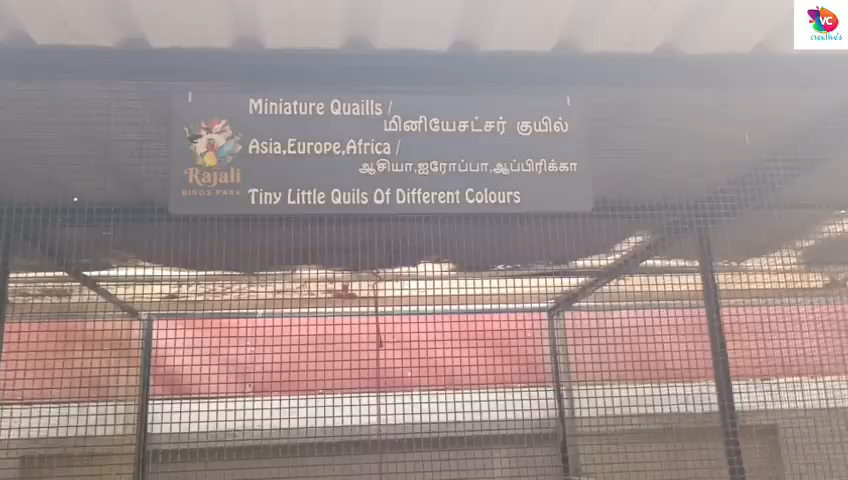 VC
creative's
Miniature Quaills /
மினியேசட்சர் குயில்
Asia,Europe,Africa /
ஆசியா,ஐரோப்பா,ஆப்பிரிக்கா
Tiny Little Quils Of Different Colours
Rajali
BIRDS PARK